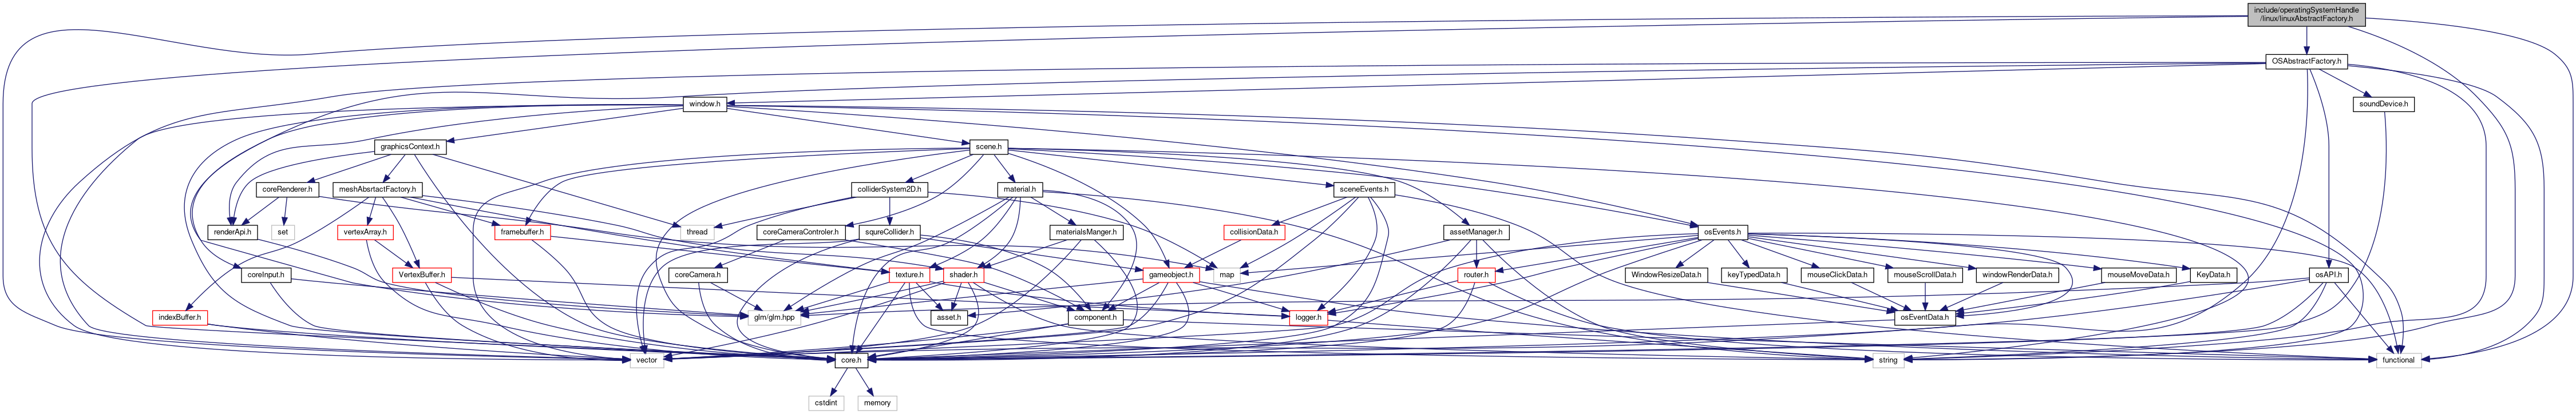 include/operatingSystemHandle
/linux/linuxAbstractFactory.h
OSAbstractFactory.h
window.h
soundDevice.h
graphicsContext.h
scene.h
coreRenderer.h
meshAbsrtactFactory.h
colliderSystem2D.h
material.h
sceneEvents.h
renderApi.h
set
vertexArray.h
framebuffer.h
thread
coreCameraControler.h
squreCollider.h
materialsManger.h
collisionData.h
assetManager.h
osEvents.h
coreInput.h
VertexBuffer.h
coreCamera.h
texture.h
shader.h
gameobject.h
map
router.h
WindowResizeData.h
keyTypedData.h
mouseClickData.h
mouseScrollData.h
windowRenderData.h
mouseMoveData.h
KeyData.h
osAPI.h
indexBuffer.h
glm/glm.hpp
asset.h
component.h
logger.h
osEventData.h
vector
core.h
string
functional
cstdint
memory